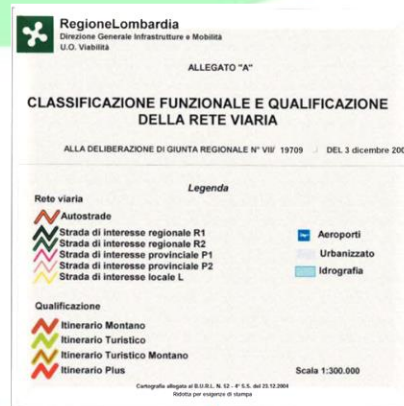 RegioneLombardia
Direzione Generale Infrastrutture e Mobilità
U.O. Viabilità
ALLEGATO "A"
CLASSIFICAZIONE FUNZIONALE E QUALIFICAZIONE
DELLA RETE VIARIA
ALLA DELIBERAZIONE DI GIUNTA REGIONALE N° VII/ 19709 DEL 3 dicembre 200
Legenda
Rete viaria
Autostrade
Strada di interesse regionale R1
Strada di interesse regionale R2
Strada di interesse provinciale P1
Strada di interesse provinciale P2
Strada di interesse locale L
Aeroporti
Urbanizzato
Idrografia
Qualificazione
Itinerario Montano
Itinerario Turistico
Itinerario Turistico Montano
Itinerario Plus
Scala 1:300.000
Cartografia allegata al B.U.R.L. N. 52 - 4° S.S. del 23.12.2004
Ridotta per esigenze di stampa